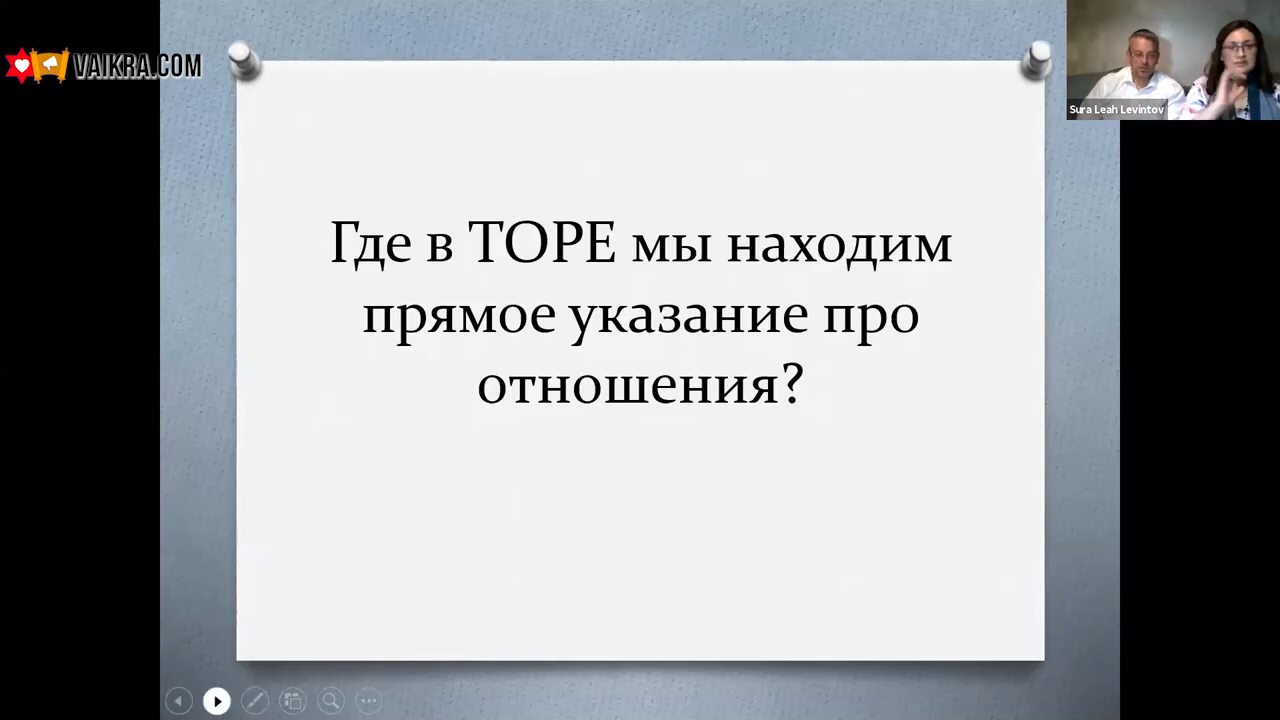 VAIKRA.COM
Sura Leah Levintov
Где в ТОРЕ мы находим
прямое указание про
отношения?